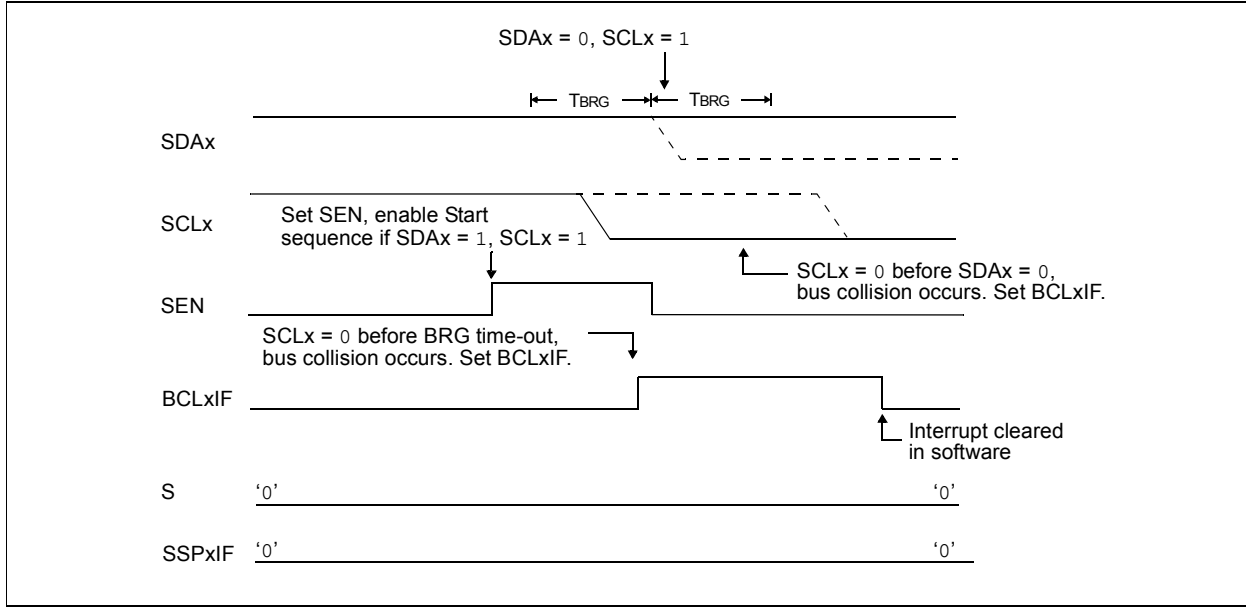 SDAx = 0, SCLx = 1
TBRG TBRG
SDAx
SCLx
Set SEN, enable Start
sequence if SDAx = 1, SCLx = 1
SCLx = 0 before SDAx = 0,
bus collision occurs. Set BCLxIF.
SEN
SCLx = 0 before BRG time-out,
bus collision occurs. Set BCLxIF.
BCLxIF
Interrupt cleared
in software
S ‘0’ ‘0’
SSPxIF ‘0’ ‘0’